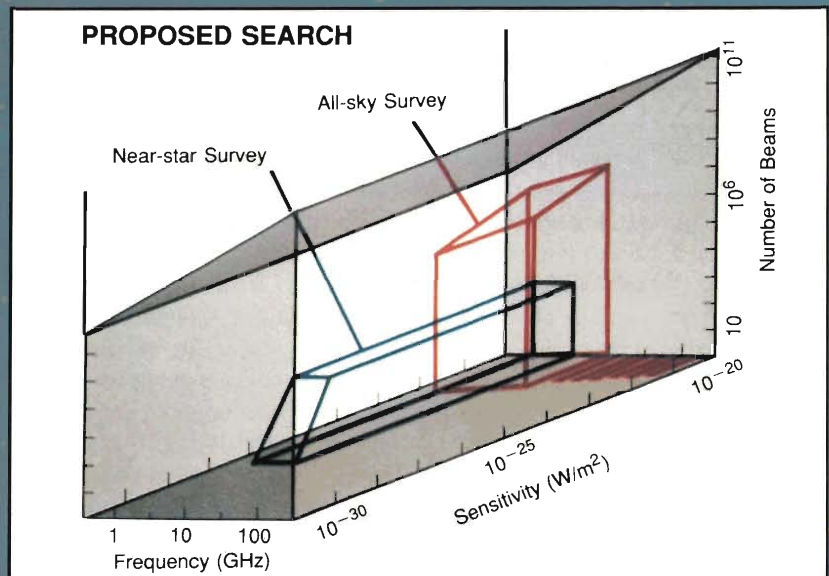 PROPOSED SEARCH
All-sky Survey
Near-star Survey
10¹¹
10⁶
10
Number of Beams
10⁻²⁰
10⁻²⁵
10⁻³⁰
Sensitivity (W/m²)
1 10 100
Frequency (GHz)